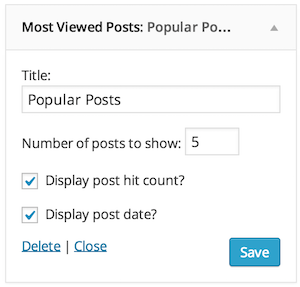 Most Viewed Posts: Popular Po...
Title:
Popular Posts
Number of posts to show: 5
Display post hit count?
Display post date?
Delete | Close
Save